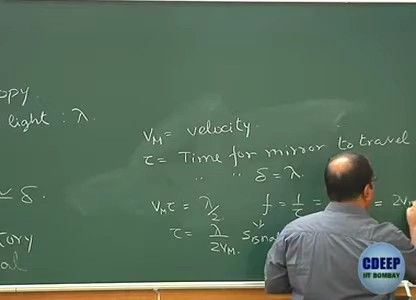 opy.
light : λ.
V_M = velocity.
τ = Time for mirror to travel
" " δ = λ.
≃ δ.
V_M τ = λ/2.
f = 1/τ = = 2V_M
τ = λ/2V_M.
Signal
tory
al
CDEEP
IIT BOMBAY